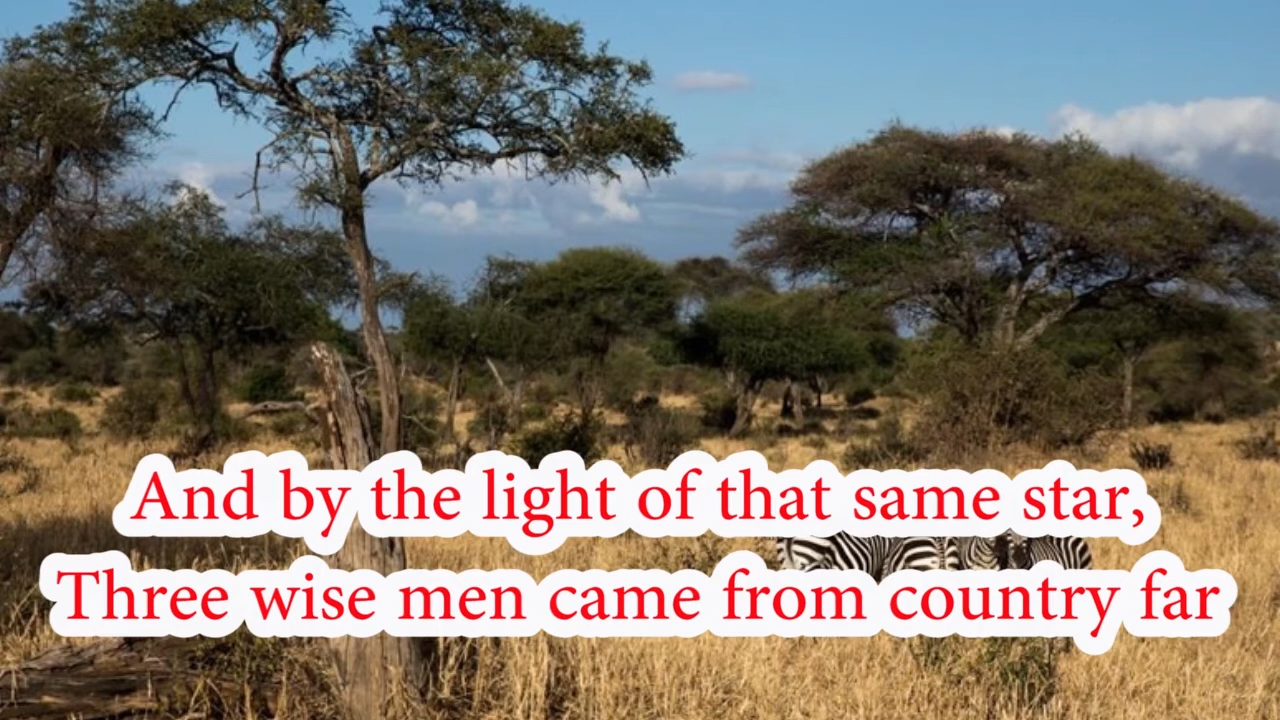 And by the light of that same star,
Three wise men came from country far